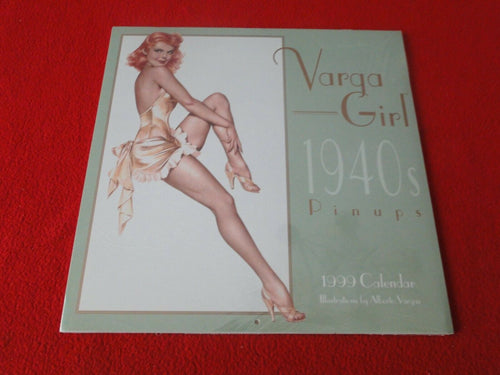 Varga
Girl
1940s
Pinups
1999 Calendar
Illustrations by Alberto Vargas